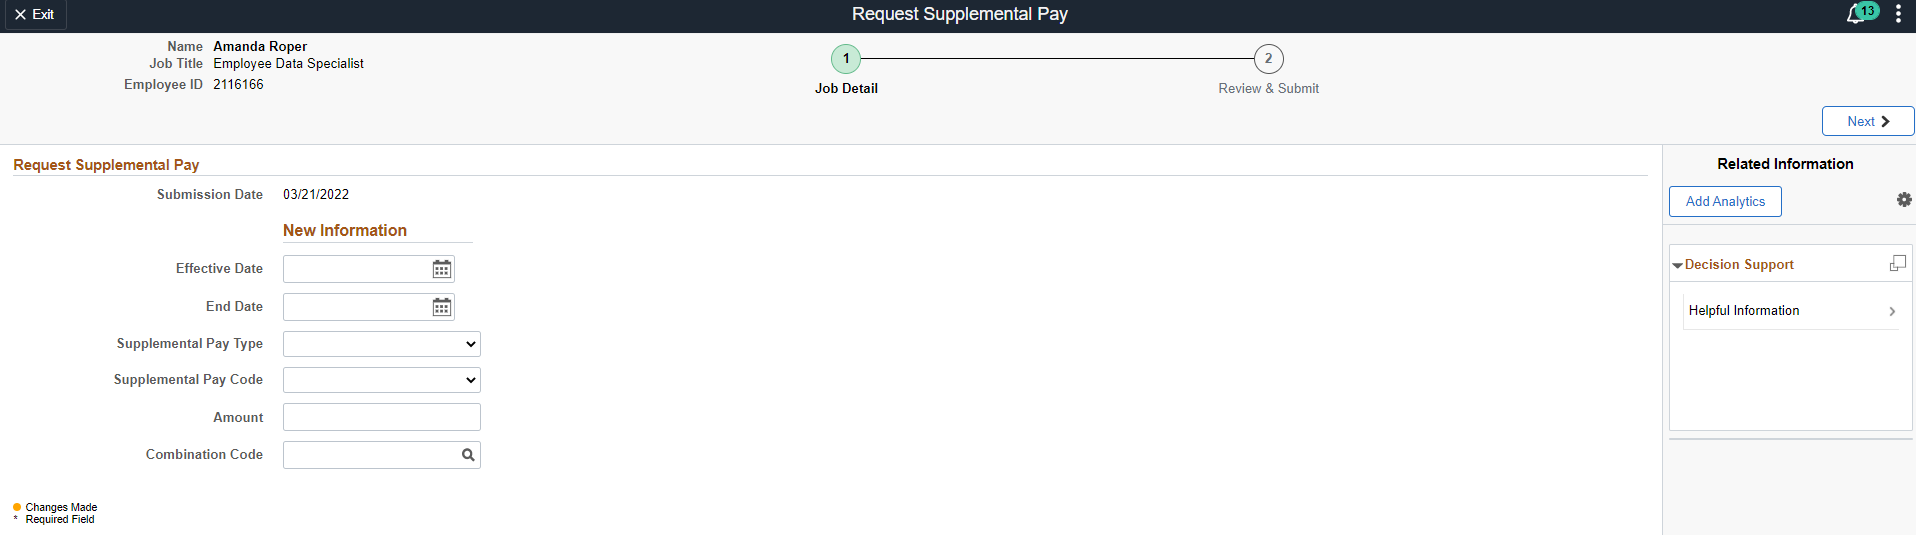 Exit
Request Supplemental Pay
13
Name Amanda Roper
Job Title Employee Data Specialist
Employee ID 2116166
1
2
Job Detail
Review & Submit
Next
Request Supplemental Pay
Submission Date 03/21/2022
New Information
Effective Date
End Date
Supplemental Pay Type
Supplemental Pay Code
Amount
Combination Code
Changes Made
* Required Field
Related Information
Add Analytics
Decision Support
Helpful Information